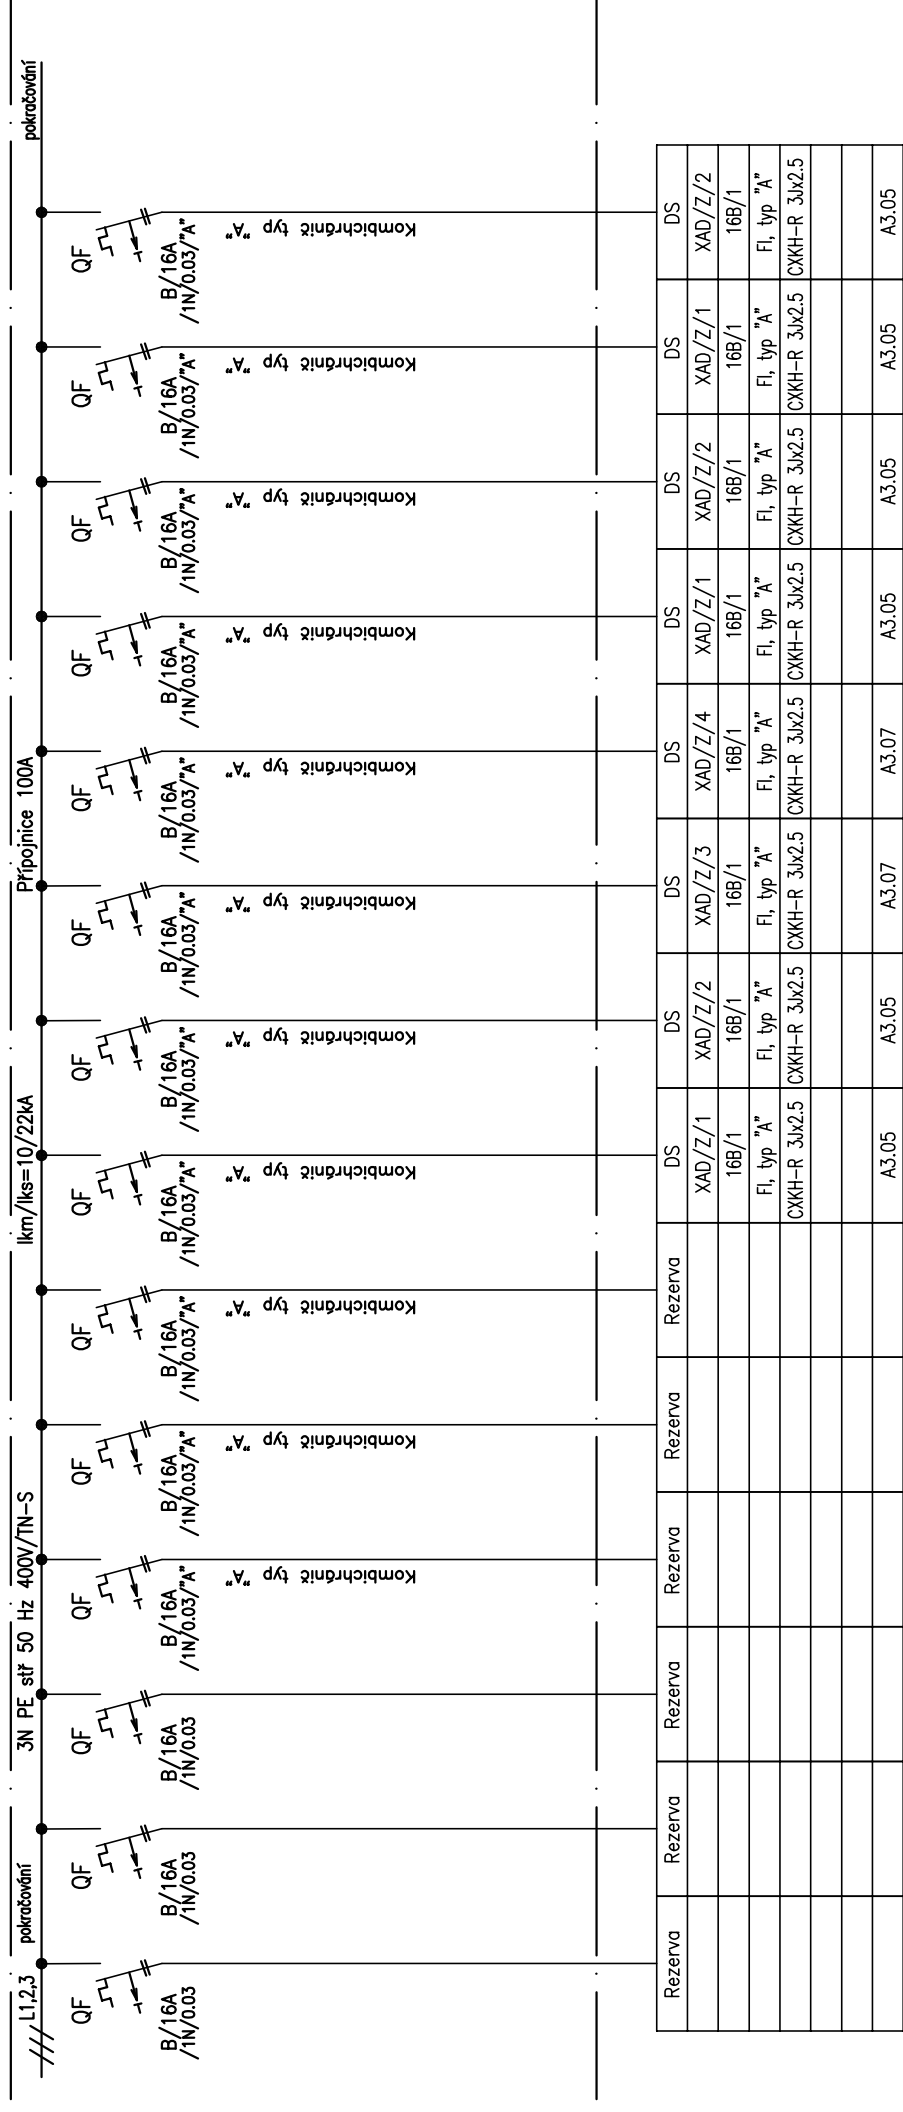 L1,2,3 pokračování 3N PE stř 50 Hz 400V/TN-S Ikm/Iks=10/22kA Přípojnice 100A pokračování
QF QF QF QF QF QF QF QF QF QF QF QF QF QF
B/16A B/16A B/16A B/16A B/16A B/16A B/16A B/16A B/16A B/16A B/16A B/16A B/16A B/16A
/1N/0.03 /1N/0.03 /1N/0.03 /1N/0.03/"A" /1N/0.03/"A" /1N/0.03/"A" /1N/0.03/"A" /1N/0.03/"A" /1N/0.03/"A" /1N/0.03/"A" /1N/0.03/"A" /1N/0.03/"A" /1N/0.03/"A" /1N/0.03/"A"
Kombichránič typ "A"
Kombichránič typ "A"
Kombichránič typ "A"
Kombichránič typ "A"
Kombichránič typ "A"
Kombichránič typ "A"
Kombichránič typ "A"
Kombichránič typ "A"
Kombichránič typ "A"
Kombichránič typ "A"
Kombichránič typ "A"
Rezerva Rezerva Rezerva Rezerva Rezerva Rezerva DS DS DS DS DS DS DS DS
XAD/Z/1 XAD/Z/2 XAD/Z/3 XAD/Z/4 XAD/Z/1 XAD/Z/2 XAD/Z/1 XAD/Z/2
16B/1 16B/1 16B/1 16B/1 16B/1 16B/1 16B/1 16B/1
FI, typ "A" FI, typ "A" FI, typ "A" FI, typ "A" FI, typ "A" FI, typ "A" FI, typ "A" FI, typ "A"
CXKH-R 3Jx2.5 CXKH-R 3Jx2.5 CXKH-R 3Jx2.5 CXKH-R 3Jx2.5 CXKH-R 3Jx2.5 CXKH-R 3Jx2.5 CXKH-R 3Jx2.5 CXKH-R 3Jx2.5
A3.05 A3.05 A3.07 A3.07 A3.05 A3.05 A3.05 A3.05